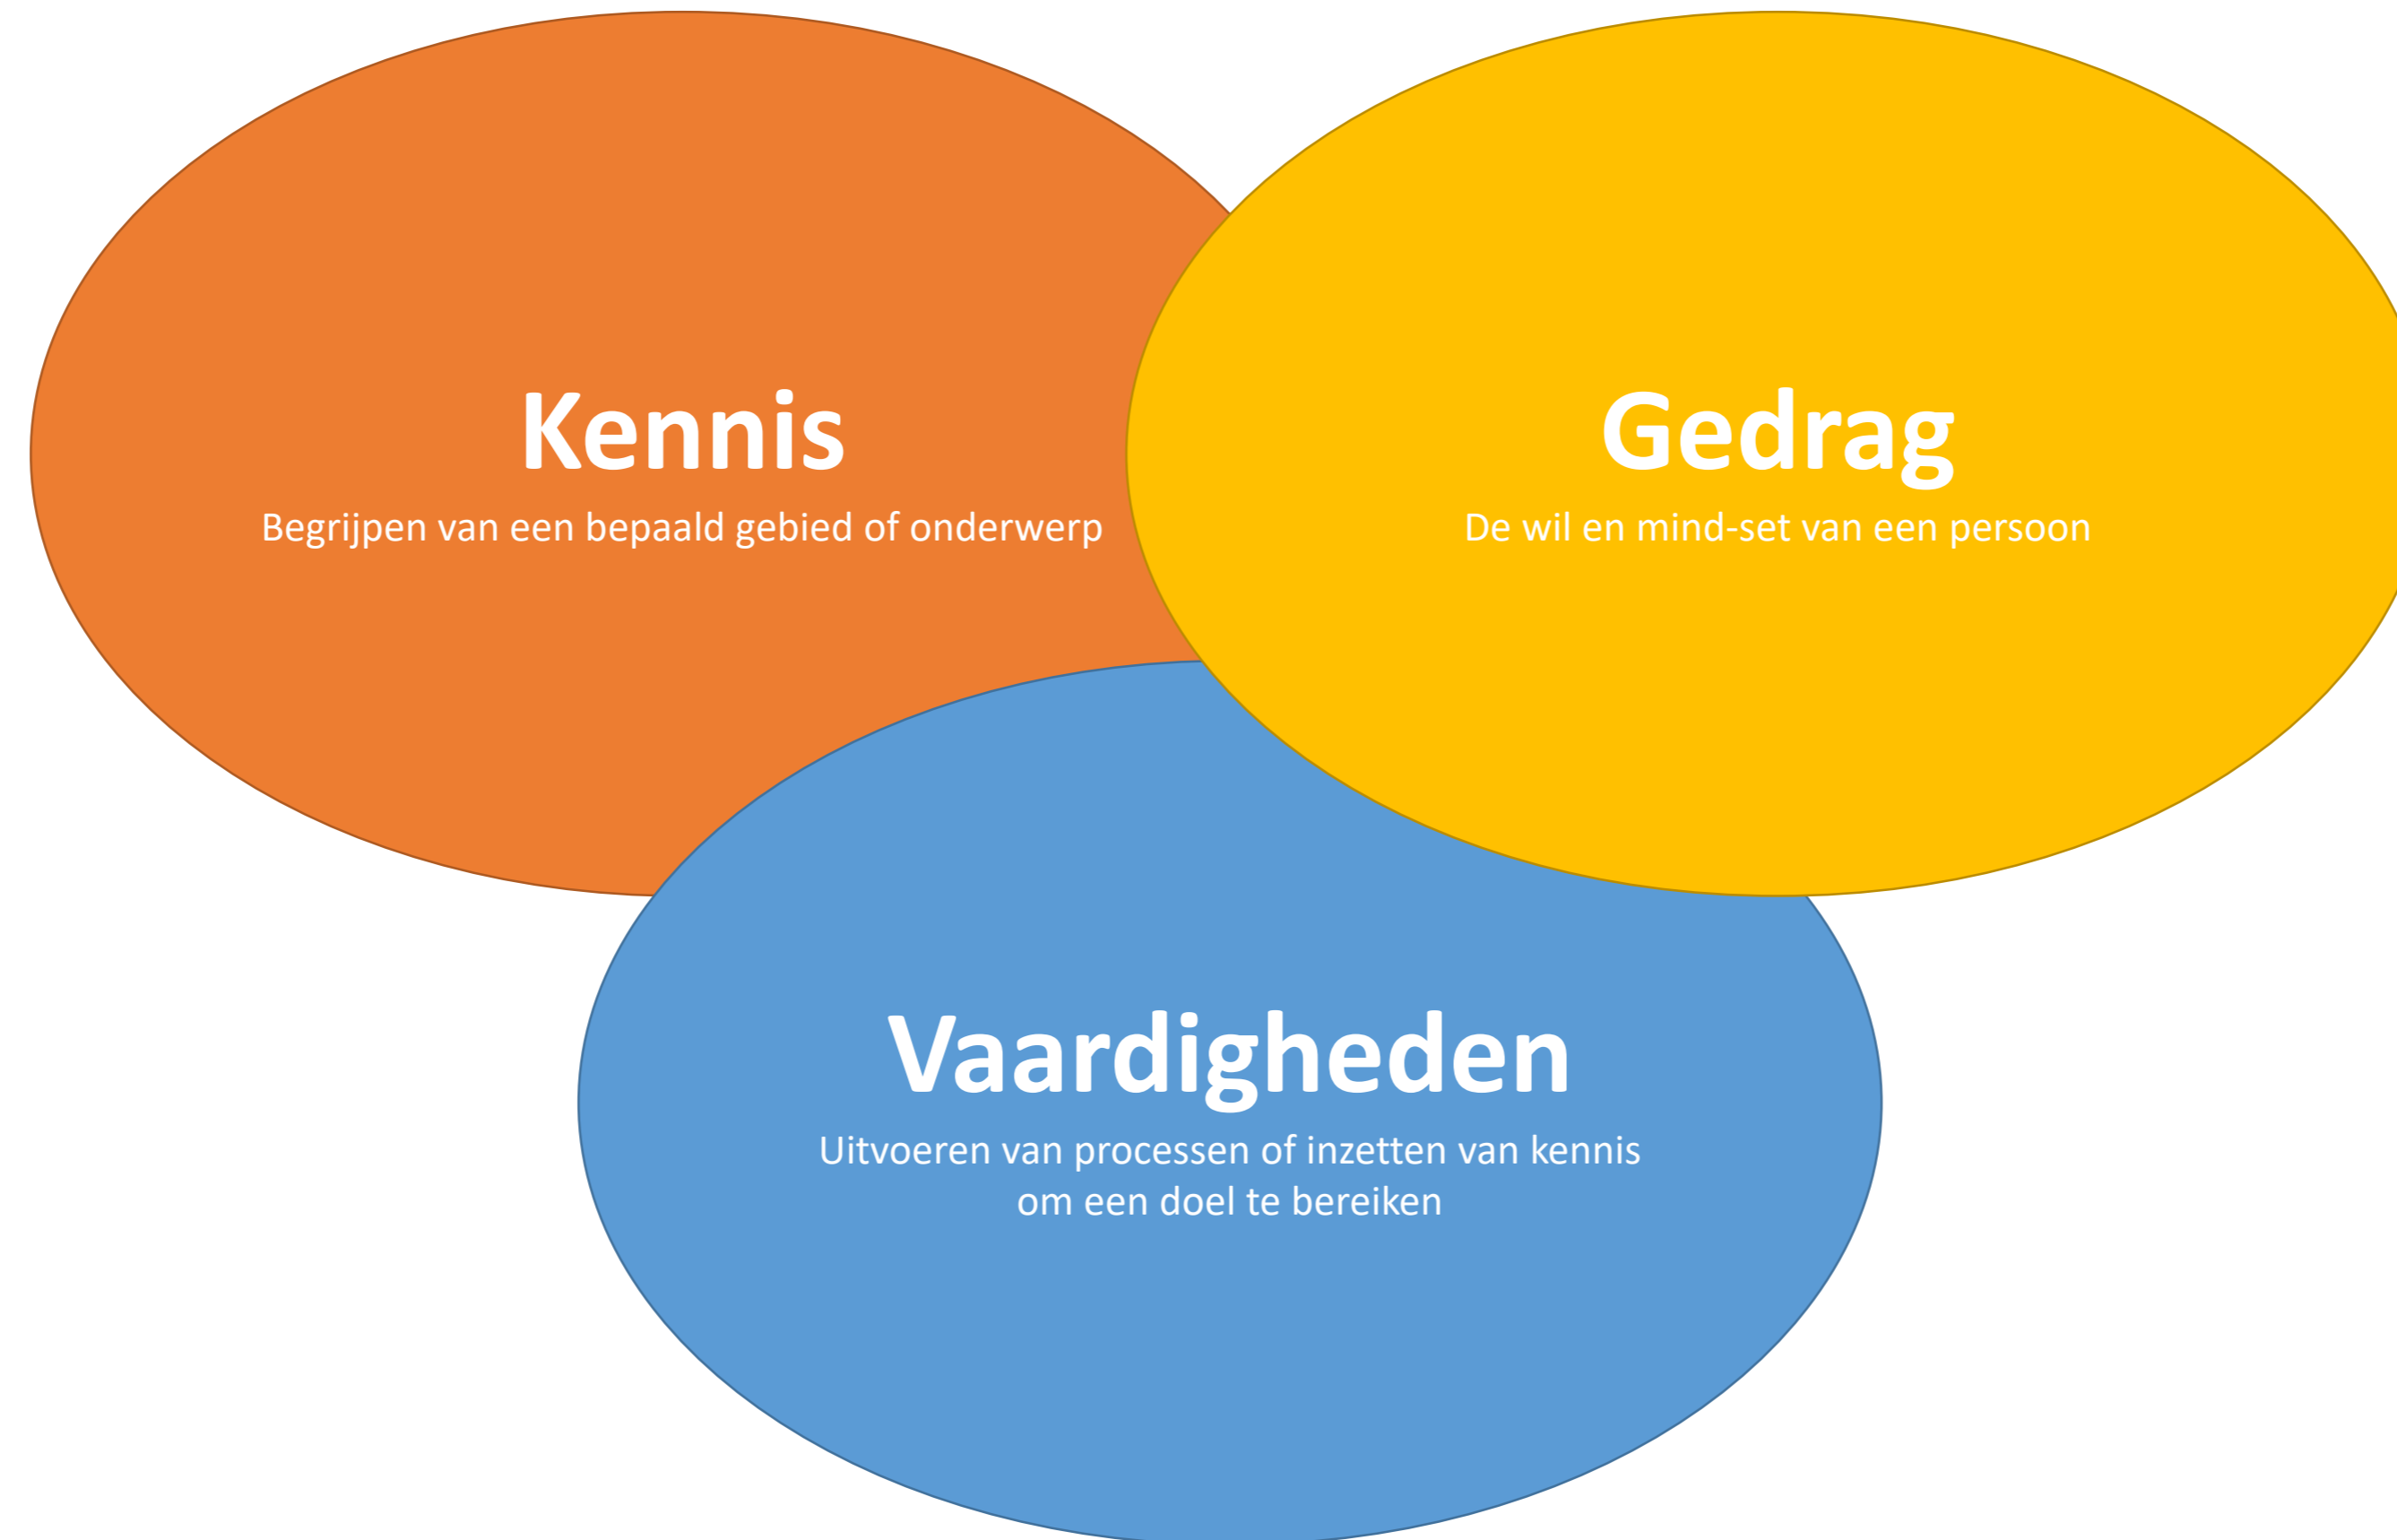 Kennis
Begrijpen van een bepaald gebied of onderwerp
Gedrag
De wil en mind-set van een persoon
Vaardigheden
Uitvoeren van processen of inzetten van kennis
om een doel te bereiken